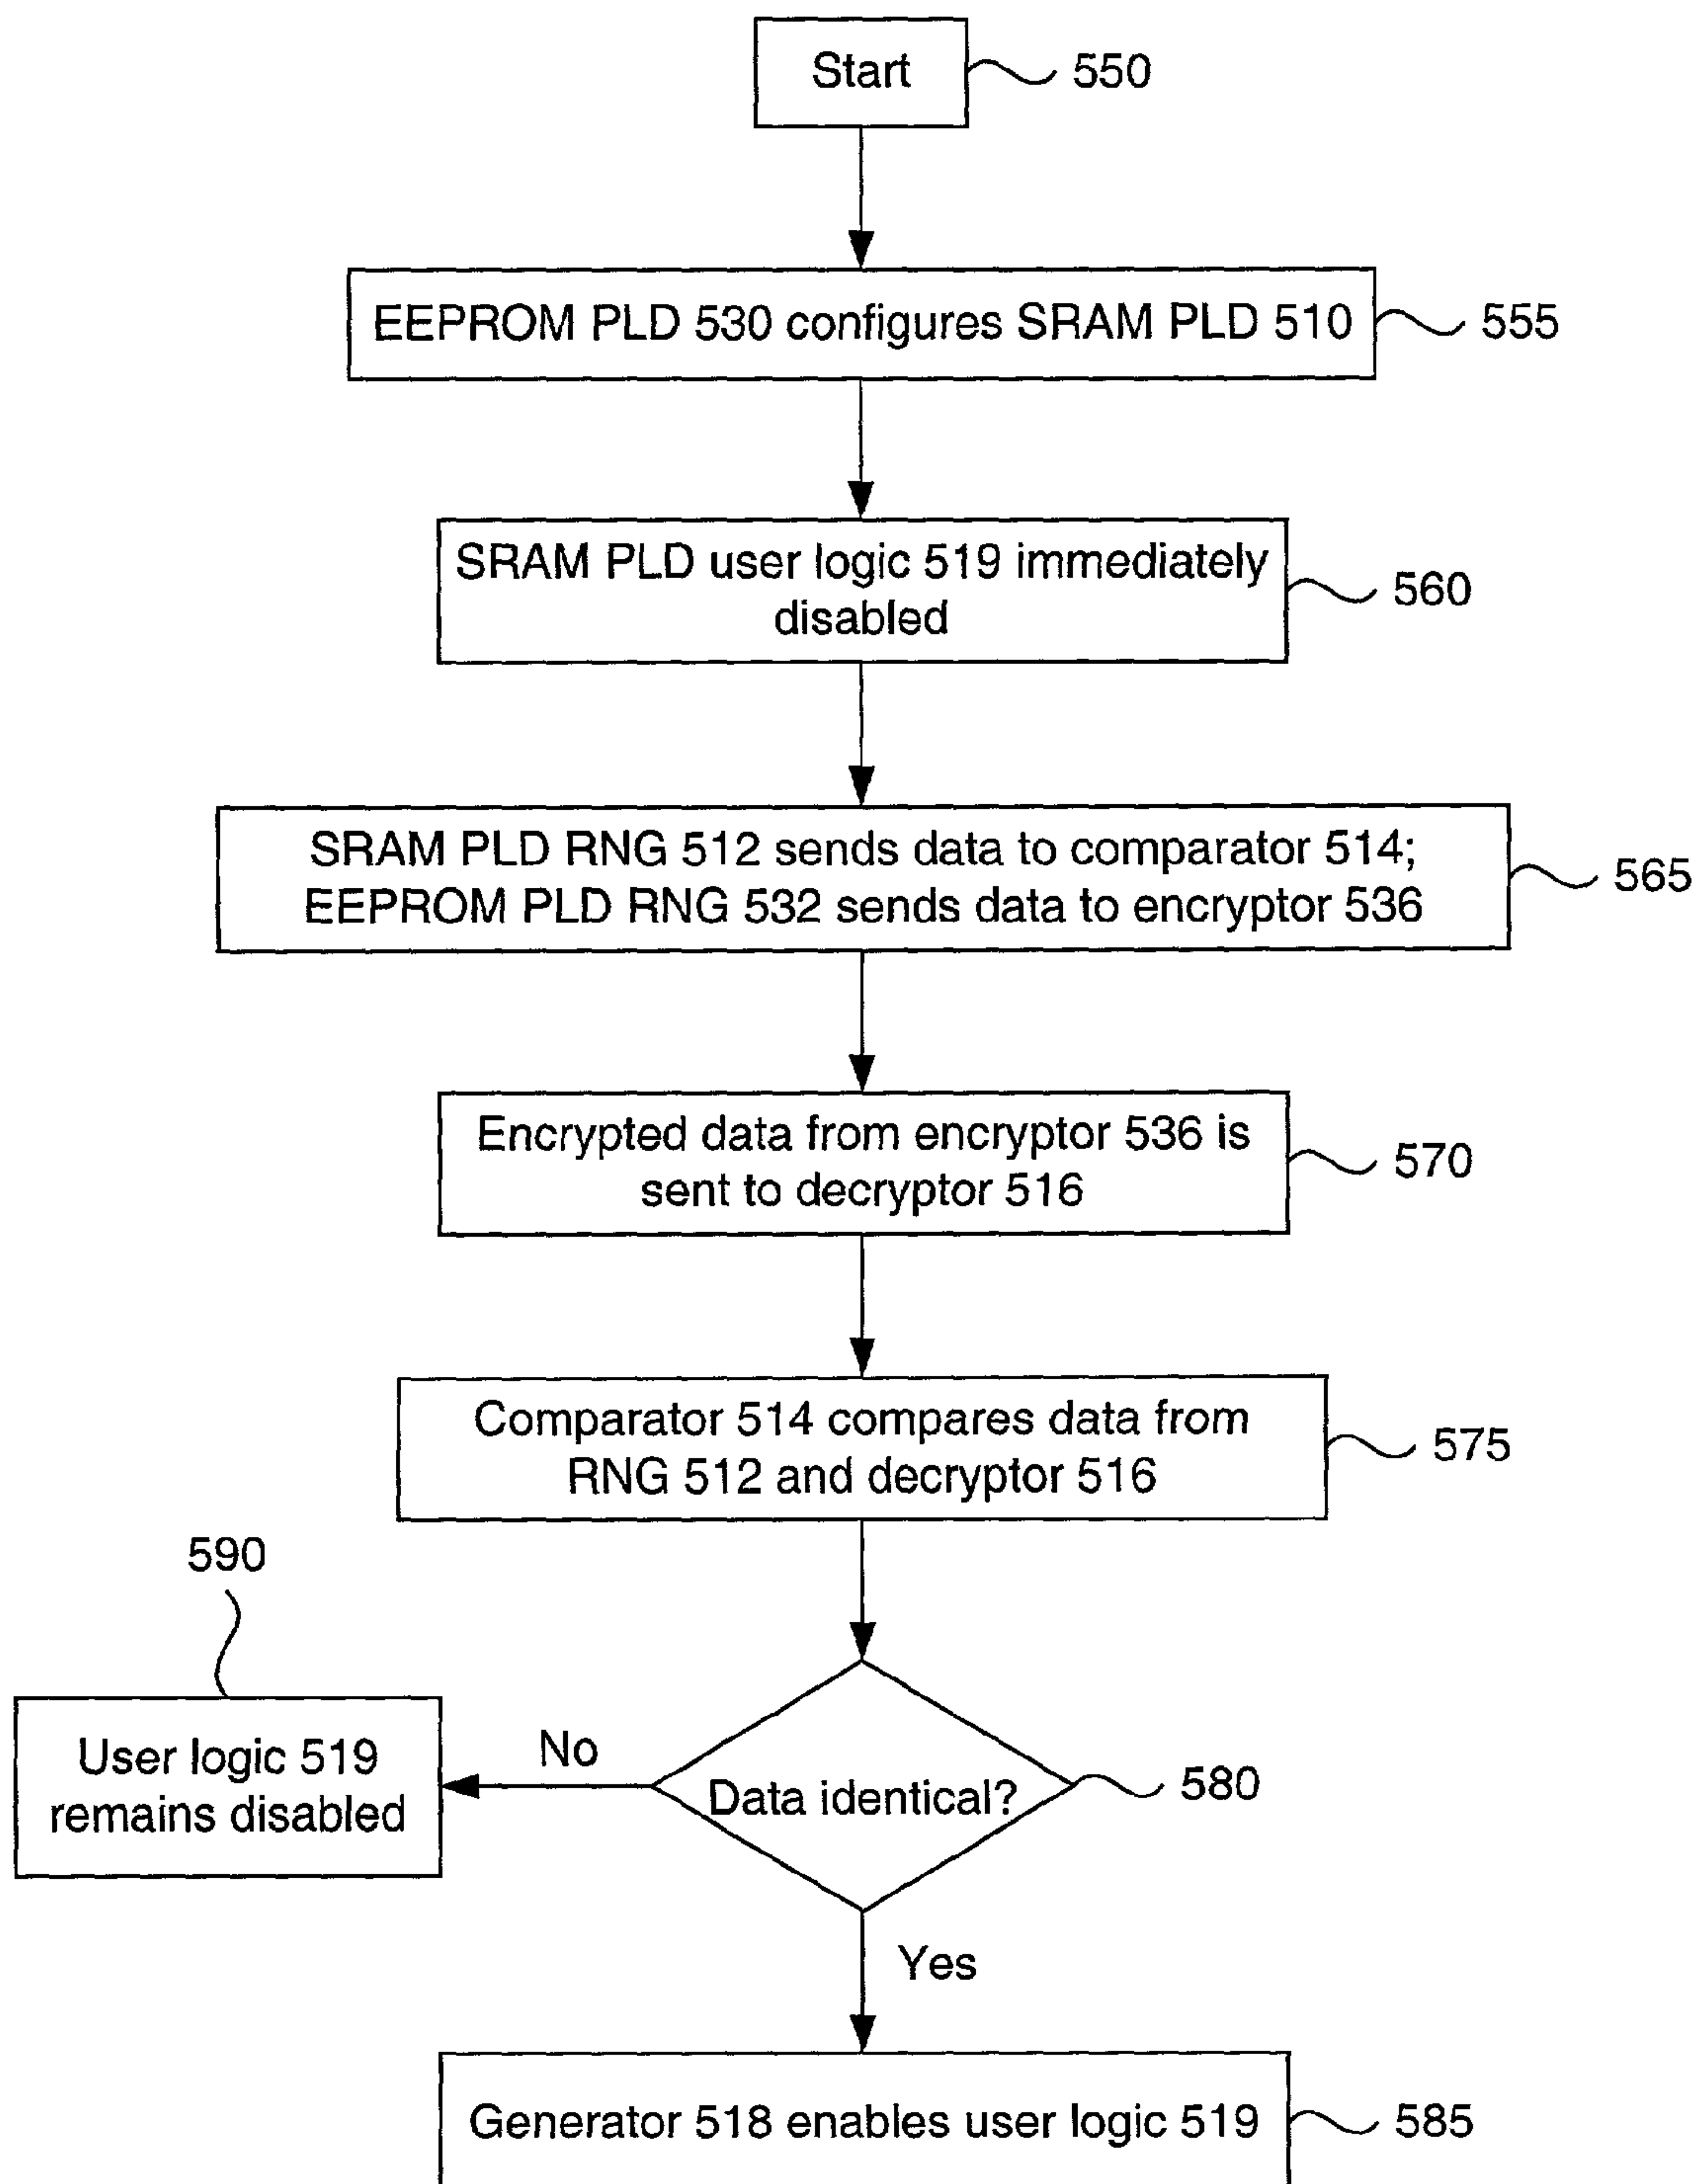 Start
550
EEPROM PLD 530 configures SRAM PLD 510
555
SRAM PLD user logic 519 immediately
disabled
560
SRAM PLD RNG 512 sends data to comparator 514;
EEPROM PLD RNG 532 sends data to encryptor 536
565
Encrypted data from encryptor 536 is
sent to decryptor 516
570
Comparator 514 compares data from
RNG 512 and decryptor 516
575
590
User logic 519
remains disabled
No
Data identical?
580
Yes
Generator 518 enables user logic 519
585